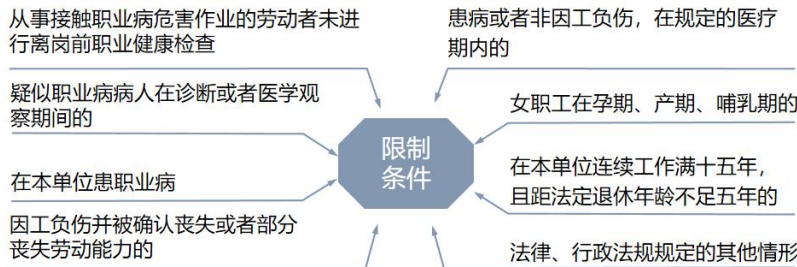 从事接触职业病危害作业的劳动者未进
行离岗前职业健康检查
疑似职业病病人在诊断或者医学观
察期间的
在本单位患职业病
因工负伤并被确认丧失或者部分
丧失劳动能力的
限制
条件
患病或者非因工负伤，在规定的医疗
期内的
女职工在孕期、产期、哺乳期的
在本单位连续工作满十五年，
且距法定退休年龄不足五年的
法律、行政法规规定的其他情形